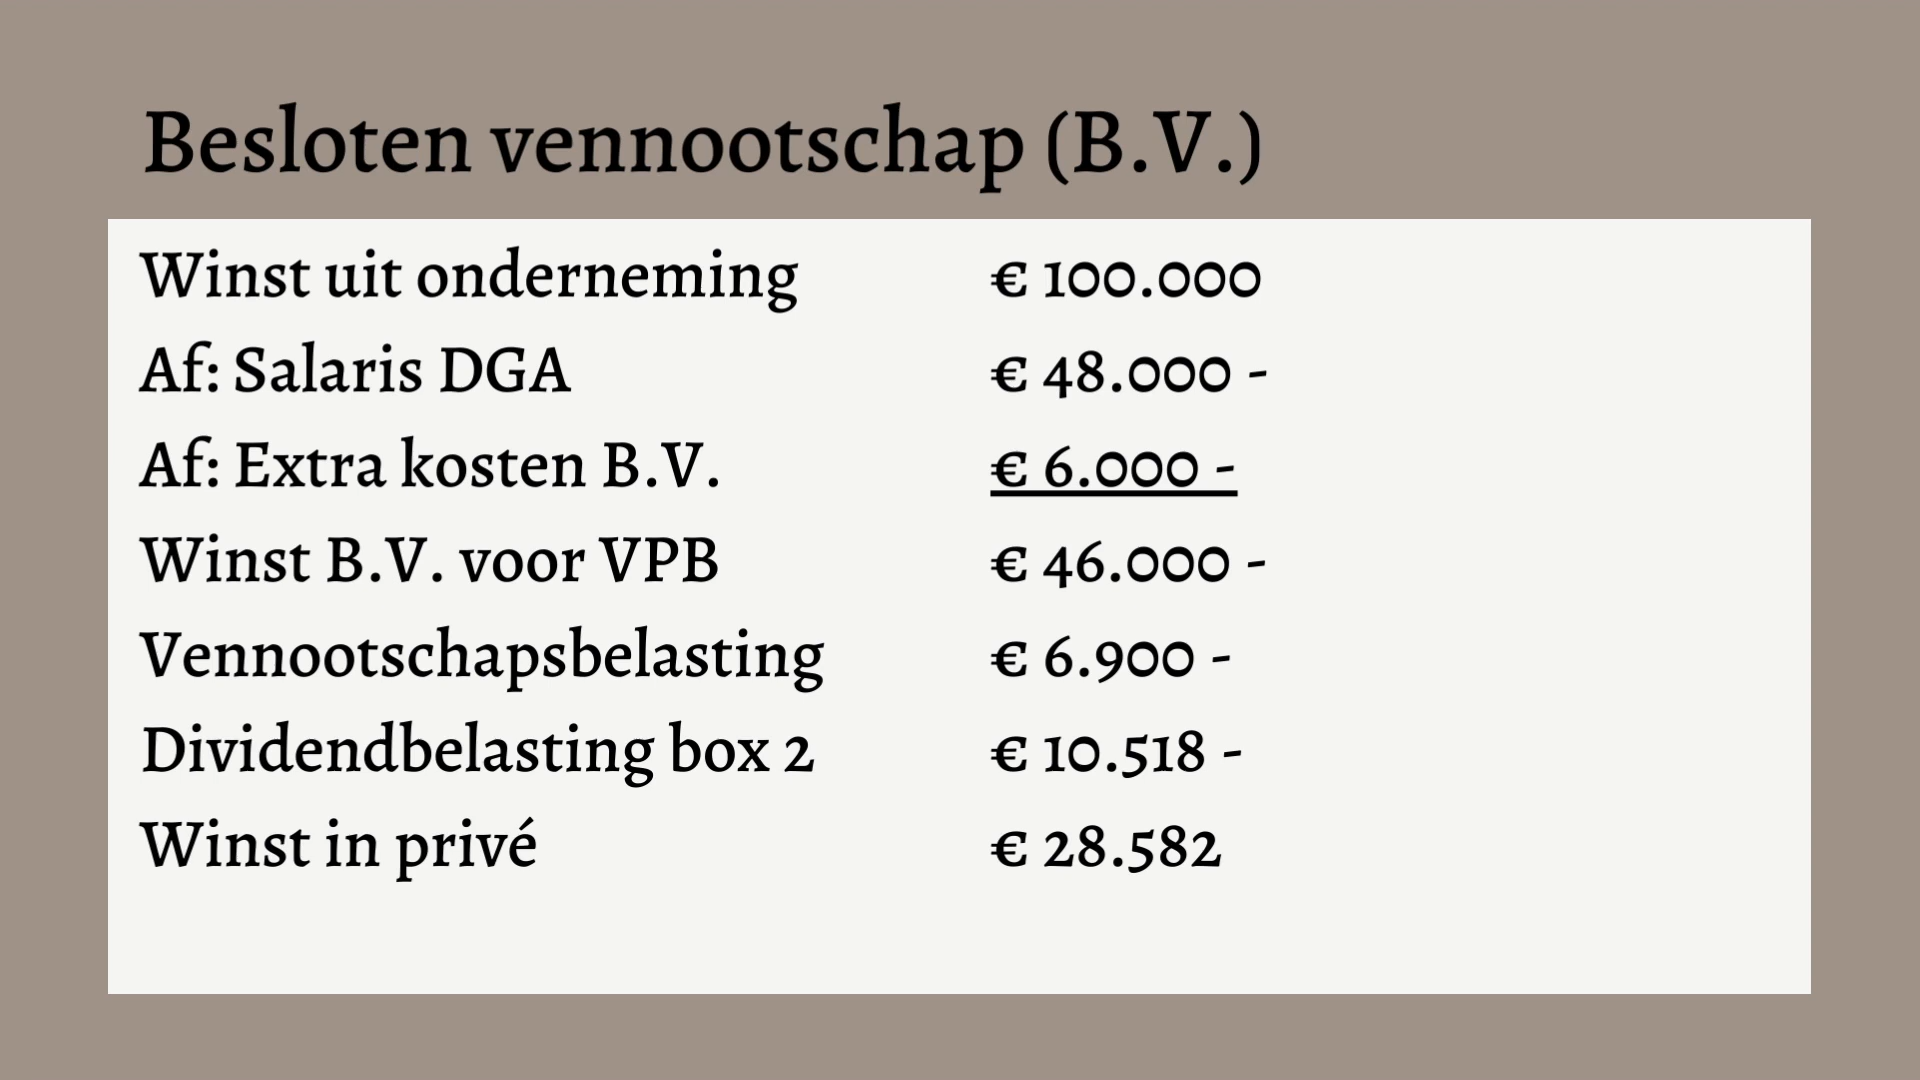 Besloten vennootschap (B.V.)
Winst uit onderneming € 100.000
Af: Salaris DGA € 48.000 -
Af: Extra kosten B.V. € 6.000 -
Winst B.V. voor VPB € 46.000 -
Vennootschapsbelasting € 6.900 -
Dividendbelasting box 2 € 10.518 -
Winst in privé € 28.582